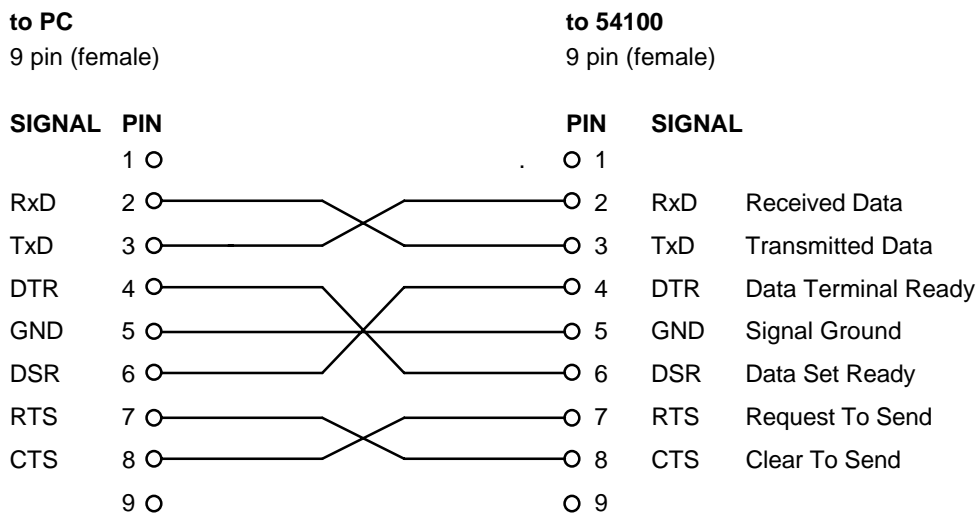 to PC to 54100
9 pin (female) 9 pin (female)
SIGNAL PIN PIN SIGNAL
1 . 1
RxD 2 2 RxD Received Data
TxD 3 3 TxD Transmitted Data
DTR 4 4 DTR Data Terminal Ready
GND 5 5 GND Signal Ground
DSR 6 6 DSR Data Set Ready
RTS 7 7 RTS Request To Send
CTS 8 8 CTS Clear To Send
9 9